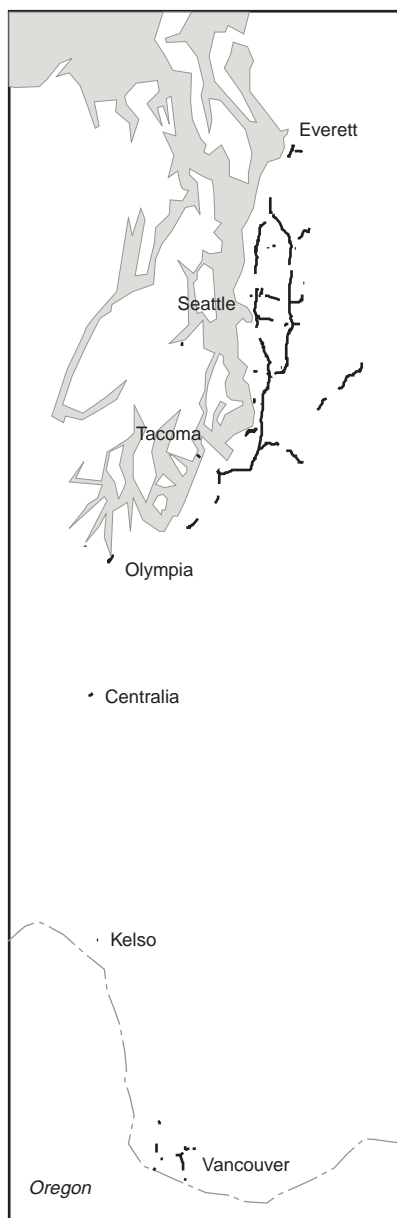 Everett
Seattle
Tacoma
Olympia
Centralia
Kelso
Vancouver
Oregon